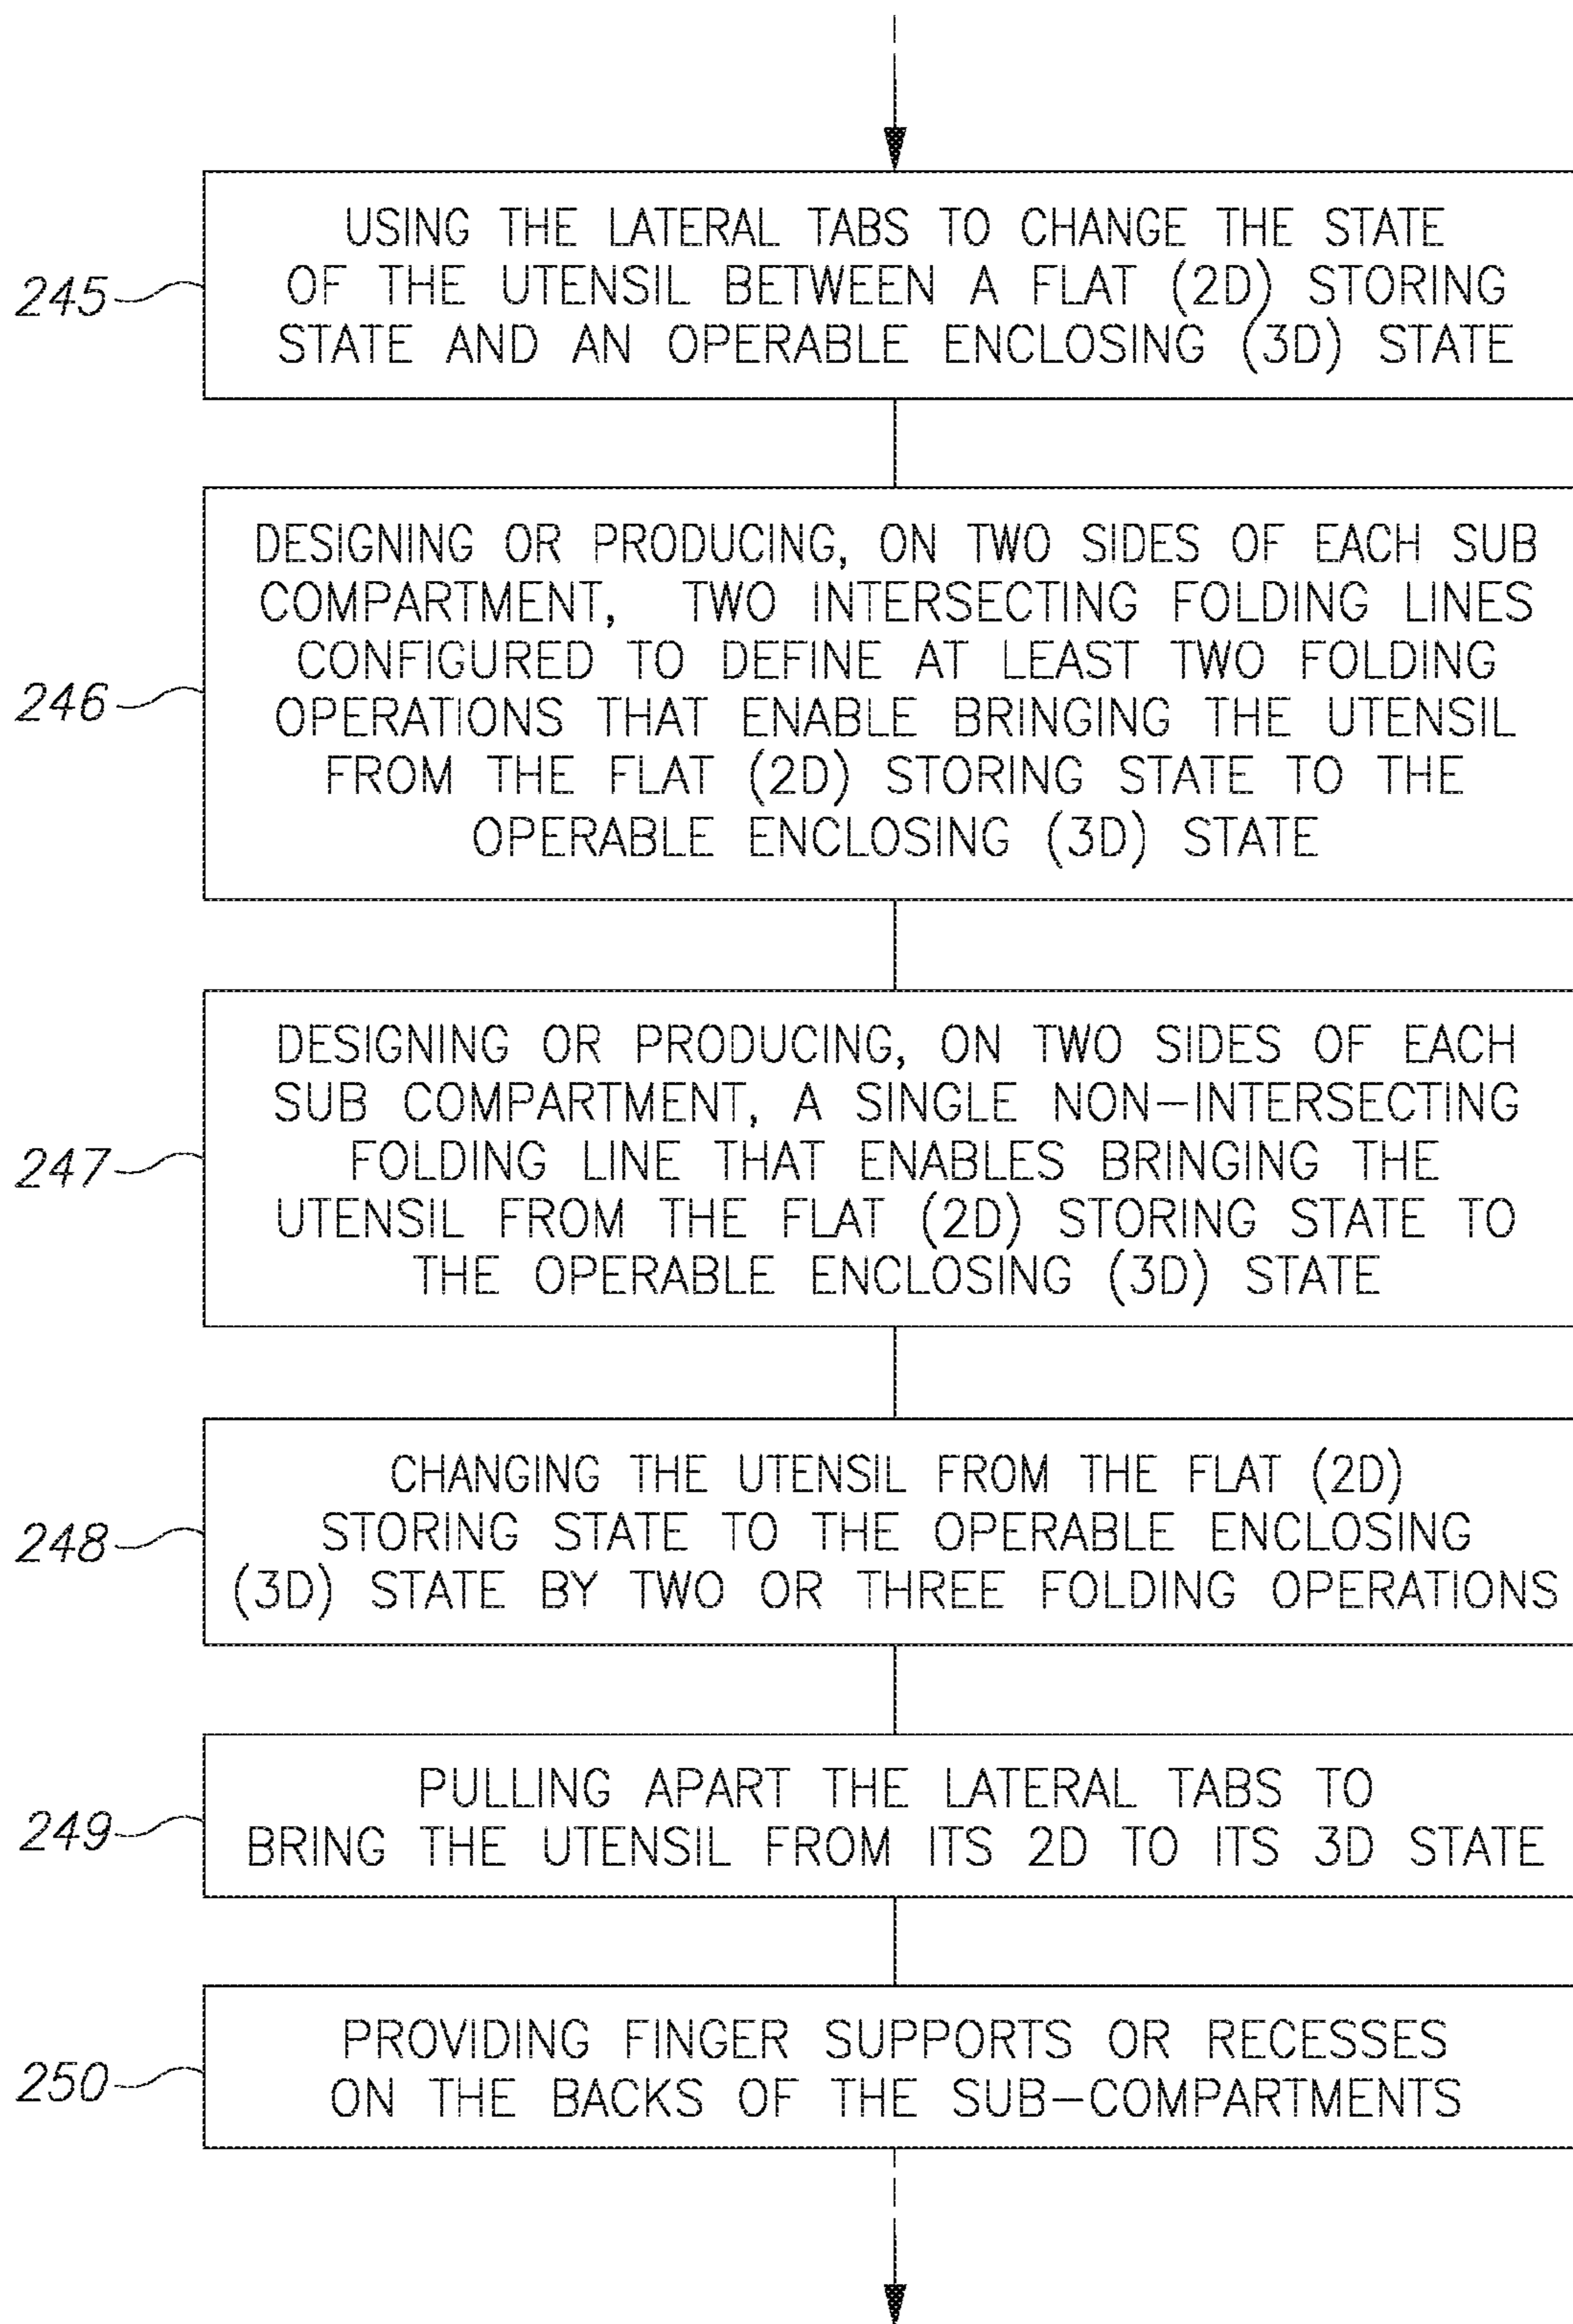 245
USING THE LATERAL TABS TO CHANGE THE STATE
OF THE UTENSIL BETWEEN A FLAT (2D) STORING
STATE AND AN OPERABLE ENCLOSING (3D) STATE
246
DESIGNING OR PRODUCING, ON TWO SIDES OF EACH SUB
COMPARTMENT, TWO INTERSECTING FOLDING LINES
CONFIGURED TO DEFINE AT LEAST TWO FOLDING
OPERATIONS THAT ENABLE BRINGING THE UTENSIL
FROM THE FLAT (2D) STORING STATE TO THE
OPERABLE ENCLOSING (3D) STATE
247
DESIGNING OR PRODUCING, ON TWO SIDES OF EACH
SUB COMPARTMENT, A SINGLE NON-INTERSECTING
FOLDING LINE THAT ENABLES BRINGING THE
UTENSIL FROM THE FLAT (2D) STORING STATE TO
THE OPERABLE ENCLOSING (3D) STATE
248
CHANGING THE UTENSIL FROM THE FLAT (2D)
STORING STATE TO THE OPERABLE ENCLOSING
(3D) STATE BY TWO OR THREE FOLDING OPERATIONS
249
PULLING APART THE LATERAL TABS TO
BRING THE UTENSIL FROM ITS 2D TO ITS 3D STATE
250
PROVIDING FINGER SUPPORTS OR RECESSES
ON THE BACKS OF THE SUB-COMPARTMENTS